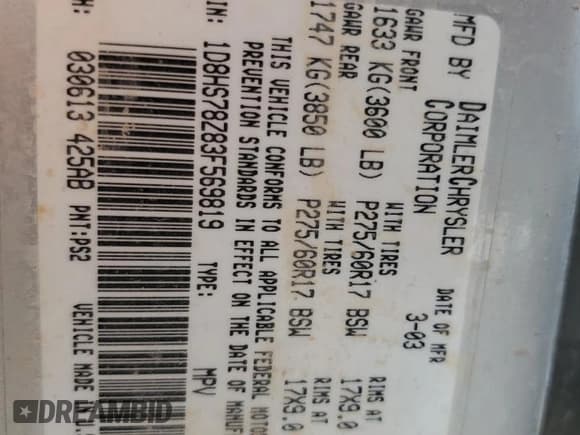 MFD BY DAIMLERCHRYSLER
CORPORATION
DATE OF MFR
3-03
GAWR FRONT WITH TIRES RIMS AT
1633 KG(3600 LB) P275/60R17 BSW 17X9.0
GAWR REAR WITH TIRES RIMS AT
1747 KG(3850 LB) P275/60R17 BSW 17X9.0
THIS VEHICLE CONFORMS TO ALL APPLICABLE FEDERAL MOTOR
PREVENTION STANDARDS IN EFFECT ON THE DATE OF MANUF
1D8HS78Z83F569819 TYPE: MPV
H: 030613 425AB PNT:PS2 VEHICLE MADE
DREAMBID